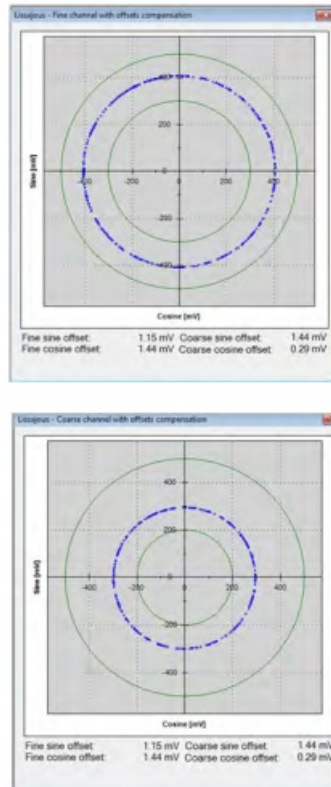 Lissajous - Fine channel with offsets compensation
400
200
-400
-200
0
200
400
-200
-400
Sine [mV]
Cosine [mV]
Fine sine offset: 1.15 mV Coarse sine offset: 1.44 mV
Fine cosine offset: 1.44 mV Coarse cosine offset: 0.29 mV
Lissajous - Coarse channel with offsets compensation
400
200
-400
-200
0
200
400
-200
-400
Sine [mV]
Cosine [mV]
Fine sine offset: 1.15 mV Coarse sine offset: 1.44 mV
Fine cosine offset: 1.44 mV Coarse cosine offset: 0.29 mV